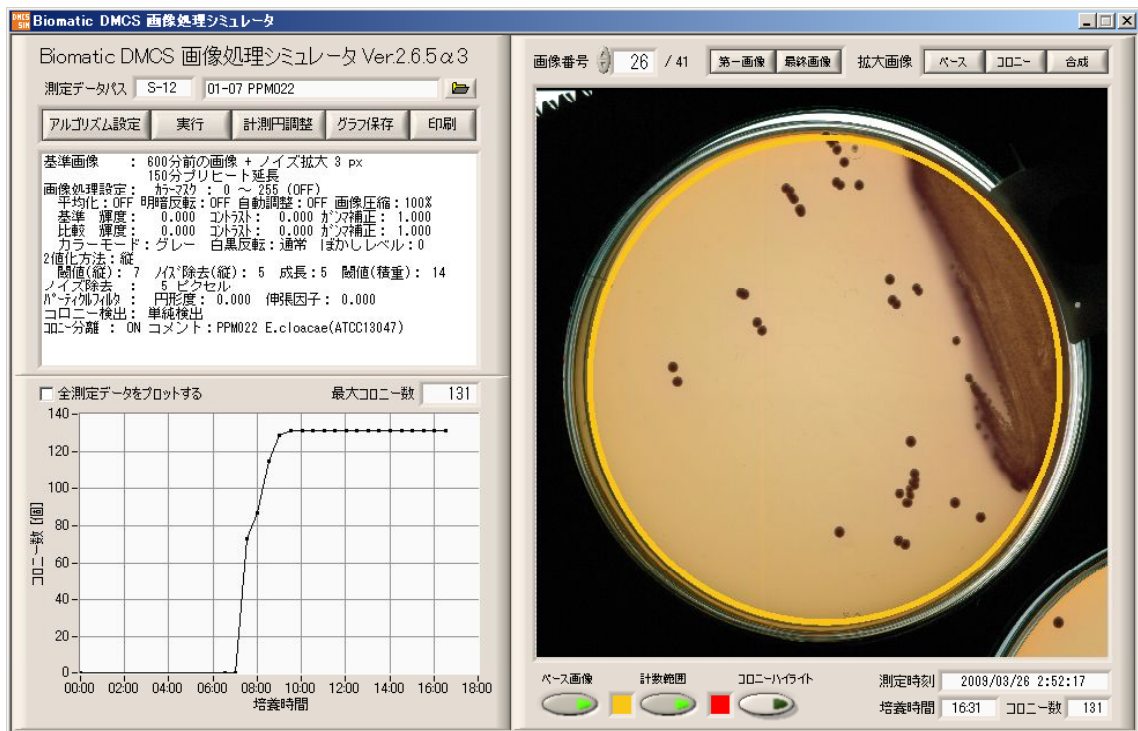 Biomatic DMCS 画像処理シミュレータ
Biomatic DMCS 画像処理シミュレータ Ver.2.6.5α3
測定データパス S-12 01-07 PPM022
アルゴリズム設定 実行 計測円調整 グラフ保存 印刷
基準画像 : 600分前の画像 + ノイズ拡大 3 px
150分プリヒート延長
画像処理設定: カラーマスク : 0 ～ 255 (OFF)
平均化:OFF 明暗反転:OFF 自動調整:OFF 画像圧縮:100%
基準 輝度: 0.000 コントラスト: 0.000 ガンマ補正: 1.000
比較 輝度: 0.000 コントラスト: 0.000 ガンマ補正: 1.000
カラーモード:グレー 白黒反転:通常 ぼかしレベル:0
2値化方法:縦
閾値(縦): 7 ノイズ除去(縦): 5 成長:5 閾値(積重): 14
ノイズ除去 : 5 ピクセル
パーティクルフィルタ : 円形度: 0.000 伸張因子: 0.000
コロニー検出: 単純検出
コロニー分離 : ON コメント:PPM022 E.cloacae(ATCC13047)
全測定データをプロットする 最大コロニー数 131
コロニー数 [個]
140
120
100
80
60
40
20
0
00:00 02:00 04:00 06:00 08:00 10:00 12:00 14:00 16:00 18:00
培養時間
画像番号 26 / 41 第一画像 最終画像 拡大画像 ベース コロニー 合成
ベース画像 計数範囲 コロニーハイライト
測定時刻 2009/03/26 2:52:17
培養時間 16:31 コロニー数 131